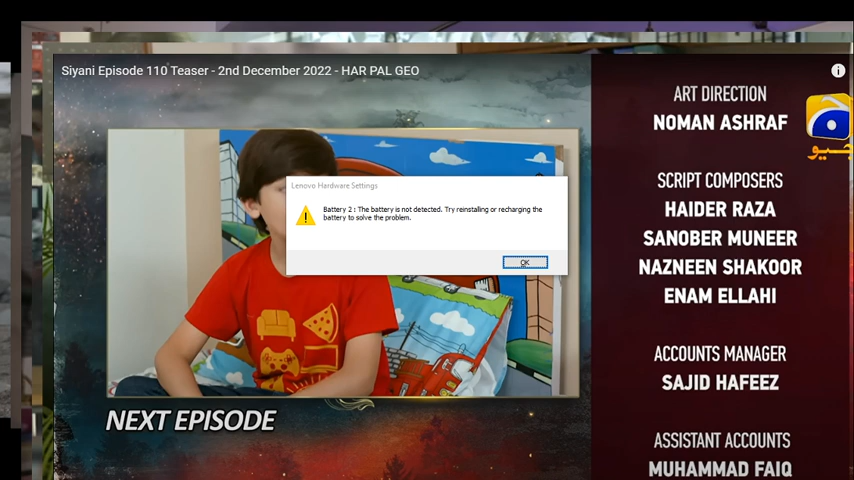 Siyani Episode 110 Teaser - 2nd December 2022 - HAR PAL GEO
Lenovo Hardware Settings
Battery 2 : The battery is not detected. Try reinstalling or recharging the
battery to solve the problem.
OK
NEXT EPISODE
ART DIRECTION
NOMAN ASHRAF
SCRIPT COMPOSERS
HAIDER RAZA
SANOBER MUNEER
NAZNEEN SHAKOOR
ENAM ELLAHI
ACCOUNTS MANAGER
SAJID HAFEEZ
ASSISTANT ACCOUNTS
MUHAMMAD FAIQ
جيو